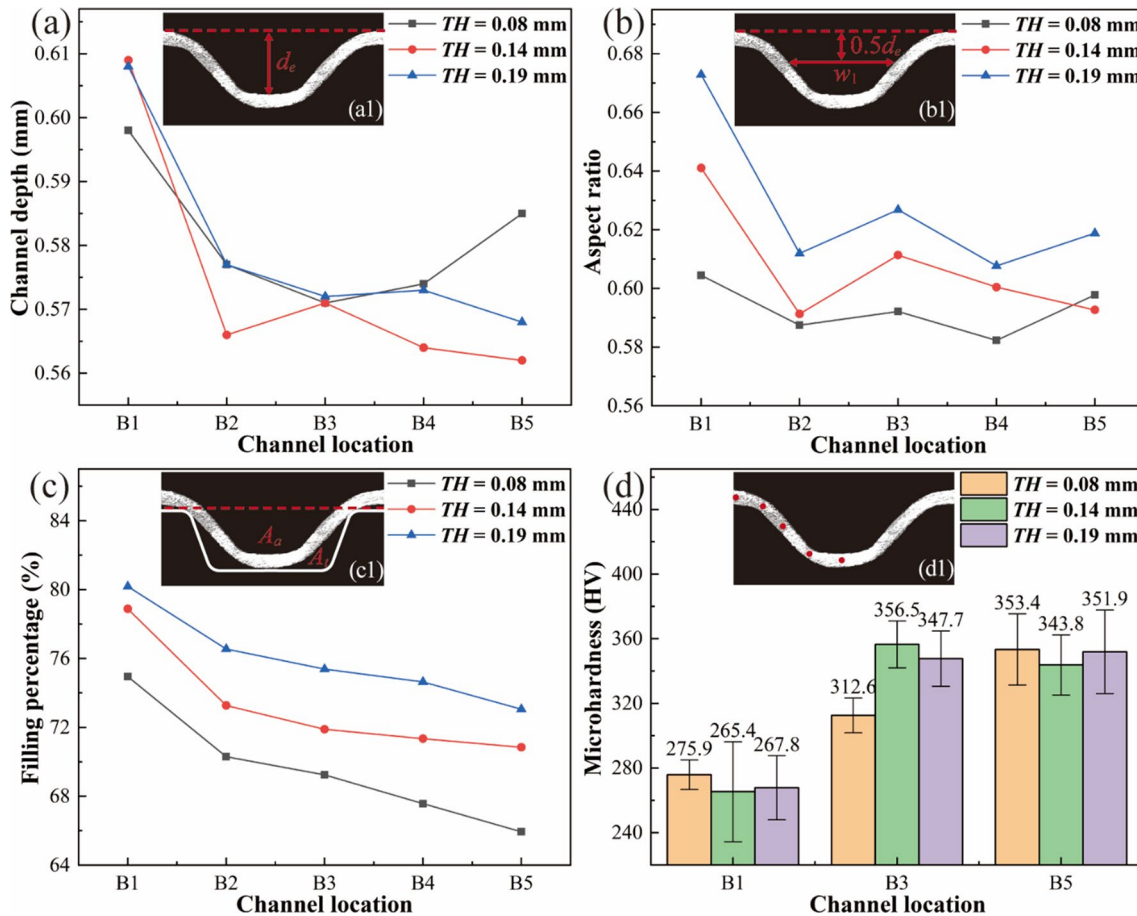 (a)
TH = 0.08 mm
TH = 0.14 mm
TH = 0.19 mm
d_e
(a1)
0.61
0.60
0.59
0.58
0.57
0.56
Channel depth (mm)
B1 B2 B3 B4 B5
Channel location
(b)
TH = 0.08 mm
TH = 0.14 mm
TH = 0.19 mm
0.5d_e
w_1
(b1)
0.68
0.66
0.64
0.62
0.60
0.58
0.56
Aspect ratio
B1 B2 B3 B4 B5
Channel location
(c)
TH = 0.08 mm
TH = 0.14 mm
TH = 0.19 mm
A_a
A_t
(c1)
84
80
76
72
68
64
Filling percentage (%)
B1 B2 B3 B4 B5
Channel location
(d)
TH = 0.08 mm
TH = 0.14 mm
TH = 0.19 mm
(d1)
440
400
360
320
280
240
Microhardness (HV)
275.9
265.4
267.8
312.6
356.5
347.7
353.4
343.8
351.9
B1 B3 B5
Channel location